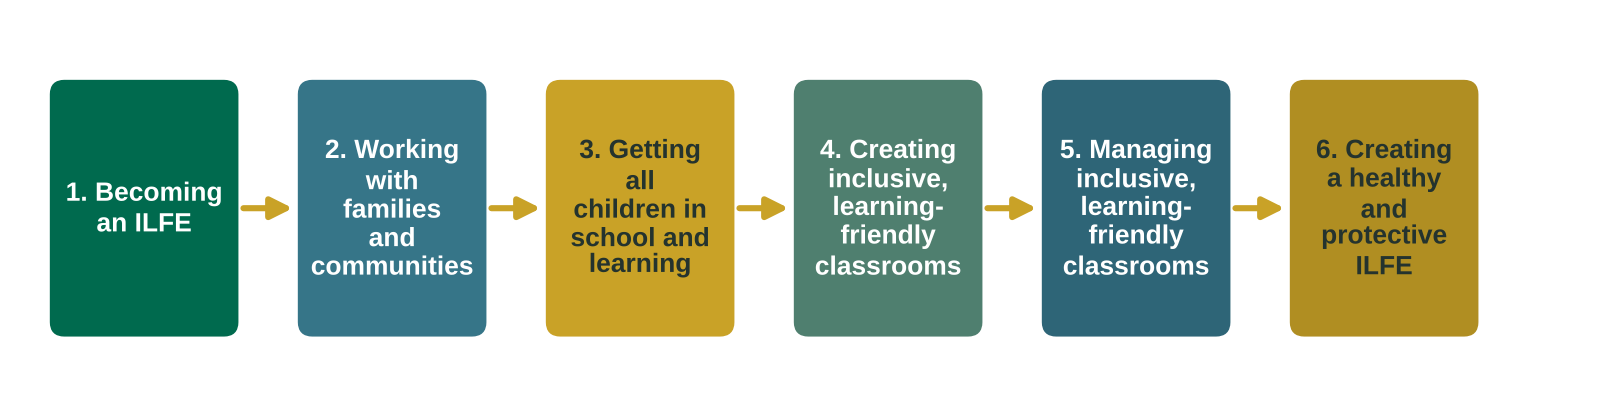 1. Becoming
an ILFE
2. Working
with
families
and
communities
3. Getting
all
children in
school and
learning
4. Creating
inclusive,
learning-
friendly
classrooms
5. Managing
inclusive,
learning-
friendly
classrooms
6. Creating
a healthy
and
protective
ILFE